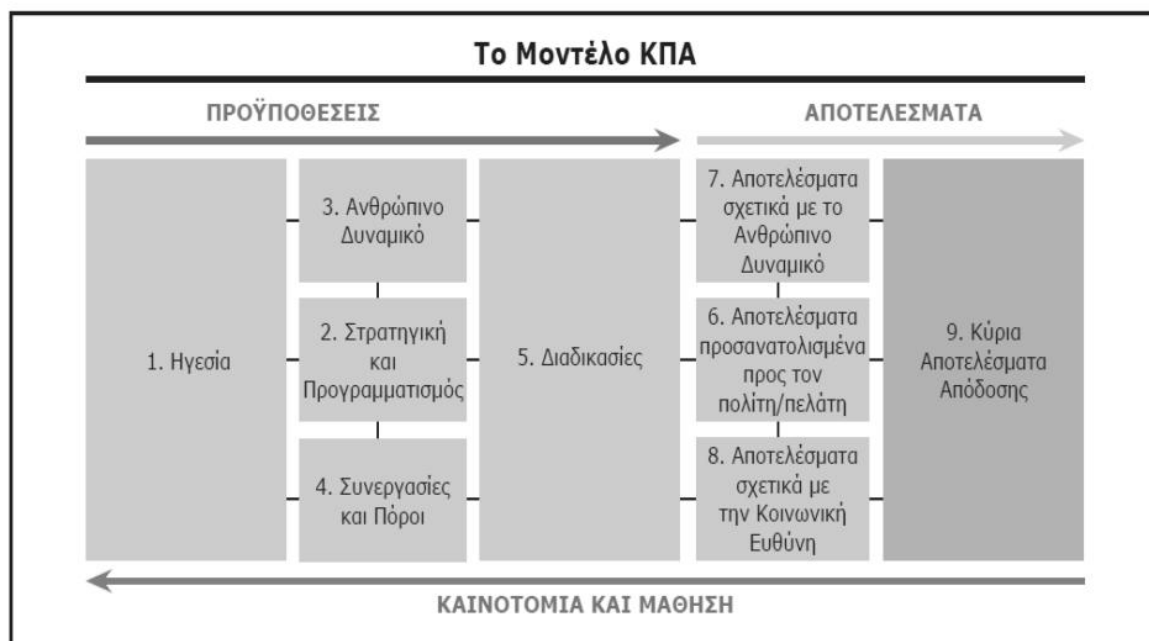 Το Μοντέλο ΚΠΑ
ΠΡΟΫΠΟΘΕΣΕΙΣ
ΑΠΟΤΕΛΕΣΜΑΤΑ
1. Ηγεσία
3. Ανθρώπινο
Δυναμικό
2. Στρατηγική
και
Προγραμματισμός
4. Συνεργασίες
και Πόροι
5. Διαδικασίες
7. Αποτελέσματα
σχετικά με το
Ανθρώπινο
Δυναμικό
6. Αποτελέσματα
προσανατολισμένα
προς τον
πολίτη/πελάτη
8. Αποτελέσματα
σχετικά με
την Κοινωνική
Ευθύνη
9. Κύρια
Αποτελέσματα
Απόδοσης
ΚΑΙΝΟΤΟΜΙΑ ΚΑΙ ΜΑΘΗΣΗ